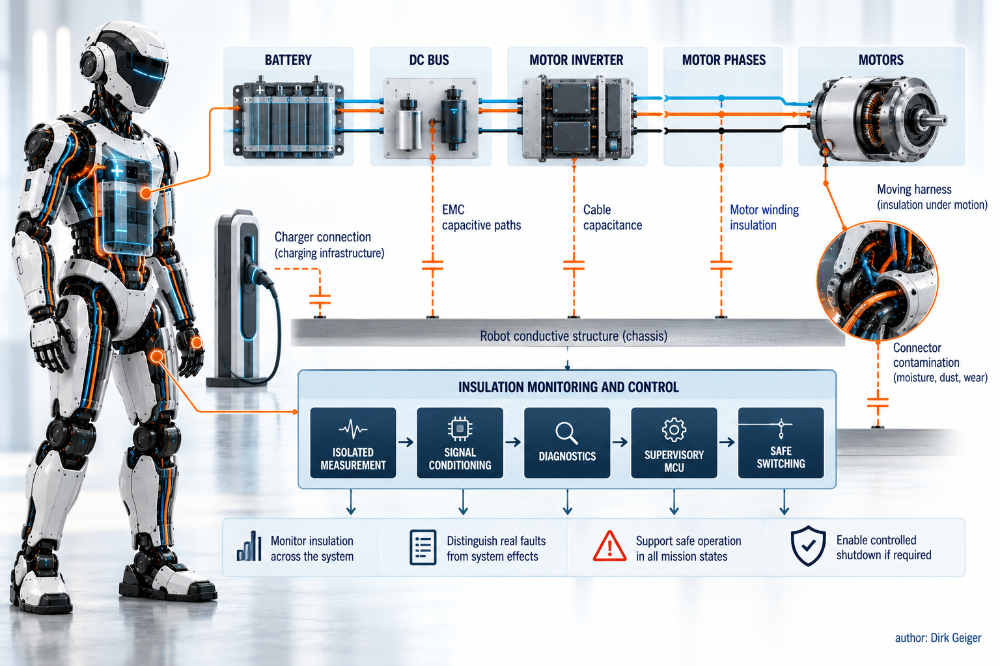 BATTERY
DC BUS
MOTOR INVERTER
MOTOR PHASES
MOTORS
EMC
capacitive paths
Cable
capacitance
Motor winding
insulation
Moving harness
(insulation under motion)
Charger connection
(charging infrastructure)
Robot conductive structure (chassis)
Connector
contamination
(moisture, dust, wear)
INSULATION MONITORING AND CONTROL
ISOLATED
MEASUREMENT
SIGNAL
CONDITIONING
DIAGNOSTICS
SUPERVISORY
MCU
SAFE
SWITCHING
Monitor insulation
across the system
Distinguish real faults
from system effects
Support safe operation
in all mission states
Enable controlled
shutdown if required
author: Dirk Geiger